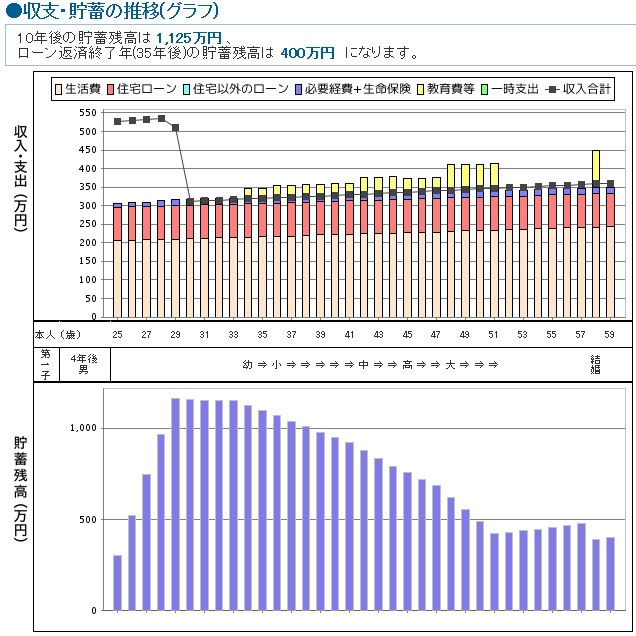 ●収支・貯蓄の推移(グラフ)
10年後の貯蓄残高は 1,125万円 、
ローン返済終了年(35年後)の貯蓄残高は 400万円 になります。
生活費 住宅ローン 住宅以外のローン 必要経費+生命保険 教育費等 一時支出 収入合計
収入・支出(万円)
550
500
450
400
350
300
250
200
150
100
50
0
本人(歳) 25 27 29 31 33 35 37 39 41 43 45 47 49 51 53 55 57 59
第一子 4年後 男 幼⇒小⇒⇒⇒⇒⇒中⇒⇒高⇒⇒大⇒⇒⇒ 結婚
貯蓄残高(万円)
1,000
500
0